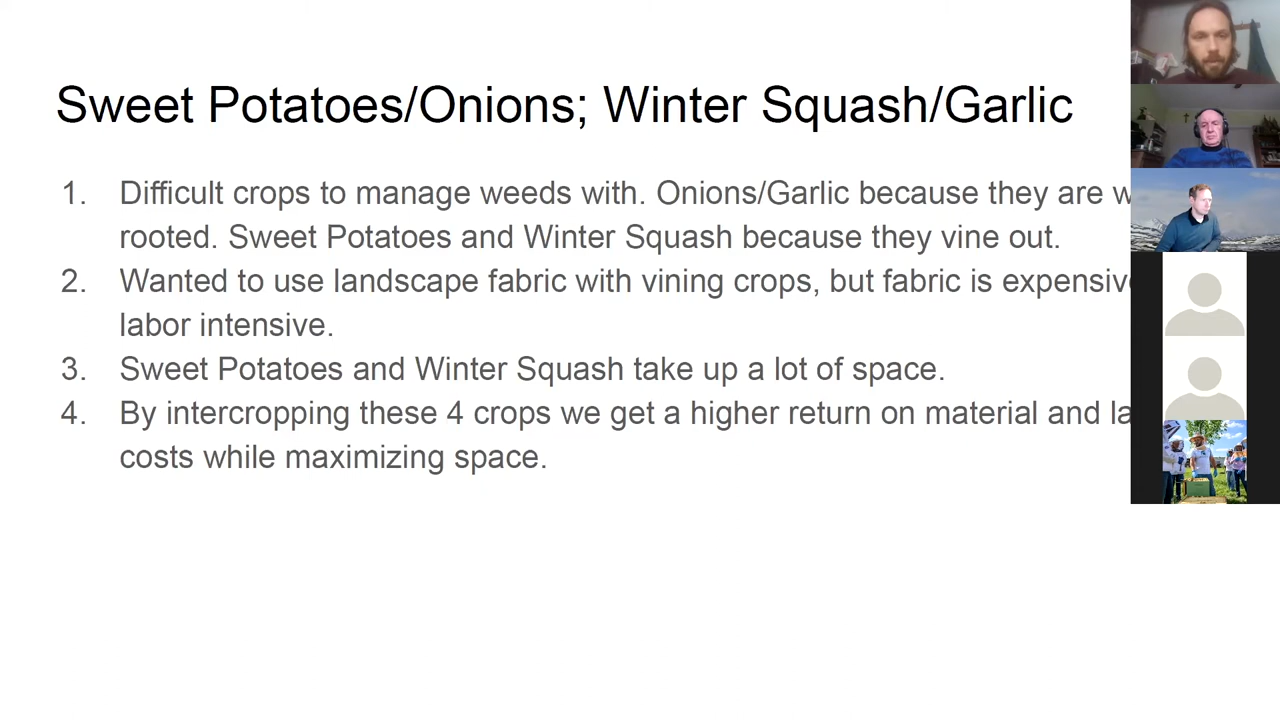 Sweet Potatoes/Onions; Winter Squash/Garlic
1. Difficult crops to manage weeds with. Onions/Garlic because they are
rooted. Sweet Potatoes and Winter Squash because they vine out.
2. Wanted to use landscape fabric with vining crops, but fabric is expensive
labor intensive.
3. Sweet Potatoes and Winter Squash take up a lot of space.
4. By intercropping these 4 crops we get a higher return on material and
costs while maximizing space.